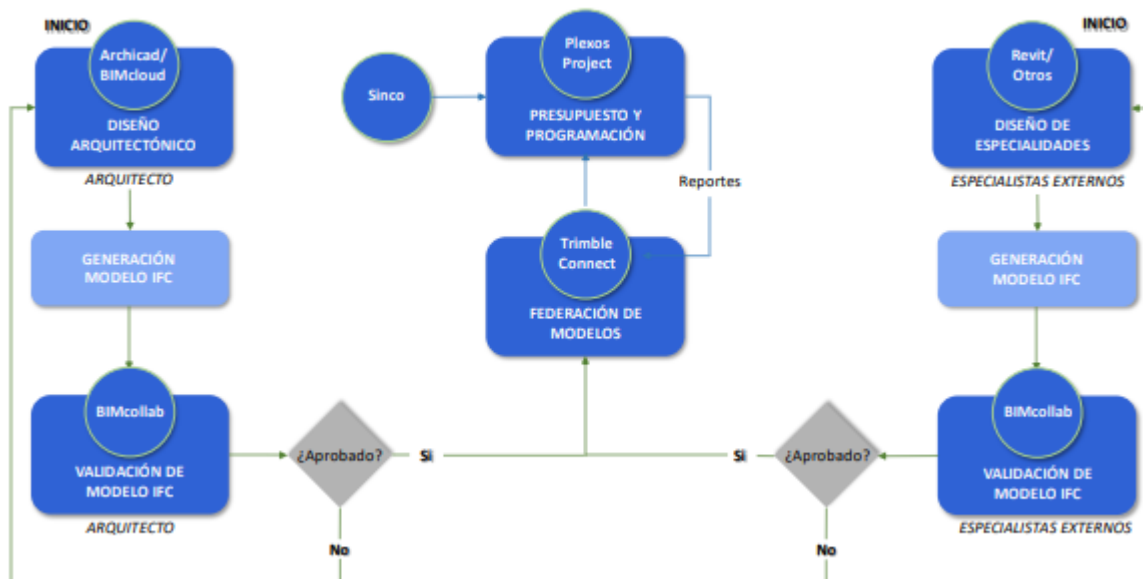 INICIO
Archicad/
BIMcloud
DISEÑO
ARQUITECTÓNICO
ARQUITECTO
GENERACIÓN
MODELO IFC
BIMcollab
VALIDACIÓN DE
MODELO IFC
ARQUITECTO
¿Aprobado?
Si
No
Sinco
Plexos
Project
PRESUPUESTO Y
PROGRAMACIÓN
Reportes
Trimble
Connect
FEDERACIÓN DE
MODELOS
INICIO
Revit/
Otros
DISEÑO DE
ESPECIALIDADES
ESPECIALISTAS EXTERNOS
GENERACIÓN
MODELO IFC
BIMcollab
VALIDACIÓN DE
MODELO IFC
ESPECIALISTAS EXTERNOS
¿Aprobado?
Si
No